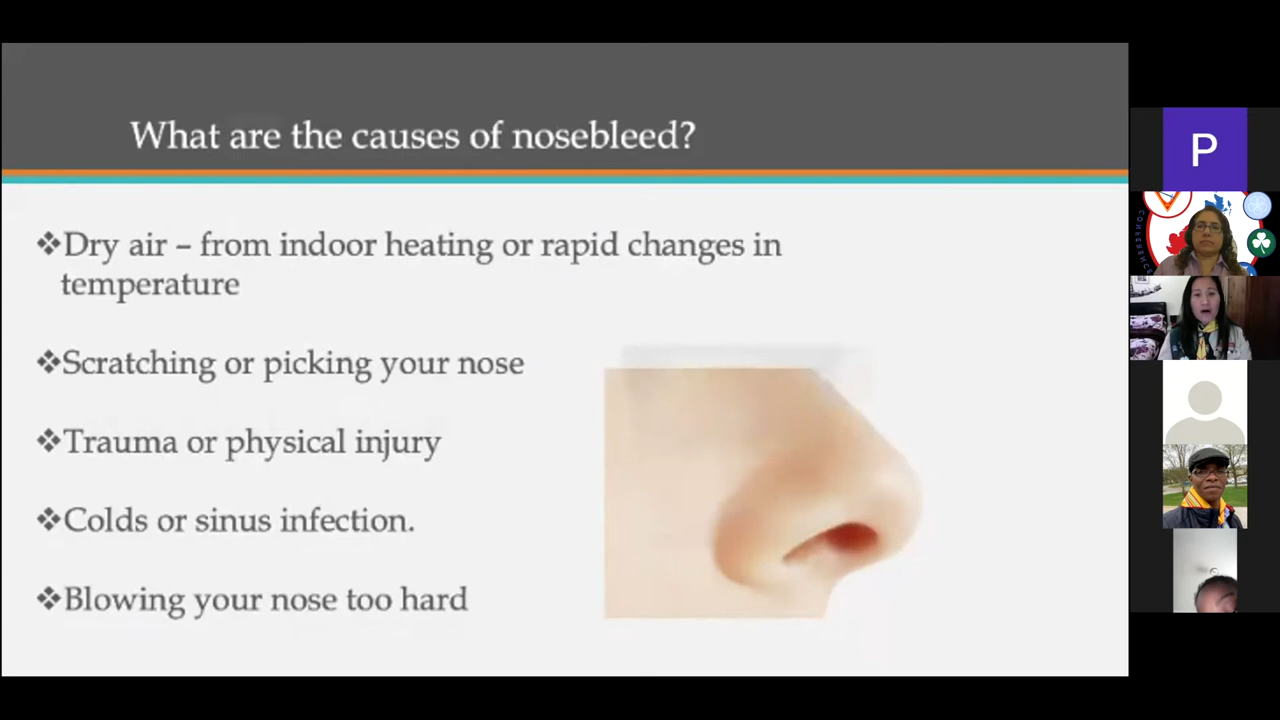 What are the causes of nosebleed?
❖Dry air – from indoor heating or rapid changes in
temperature
❖Scratching or picking your nose
❖Trauma or physical injury
❖Colds or sinus infection.
❖Blowing your nose too hard
P
CONFERENCE